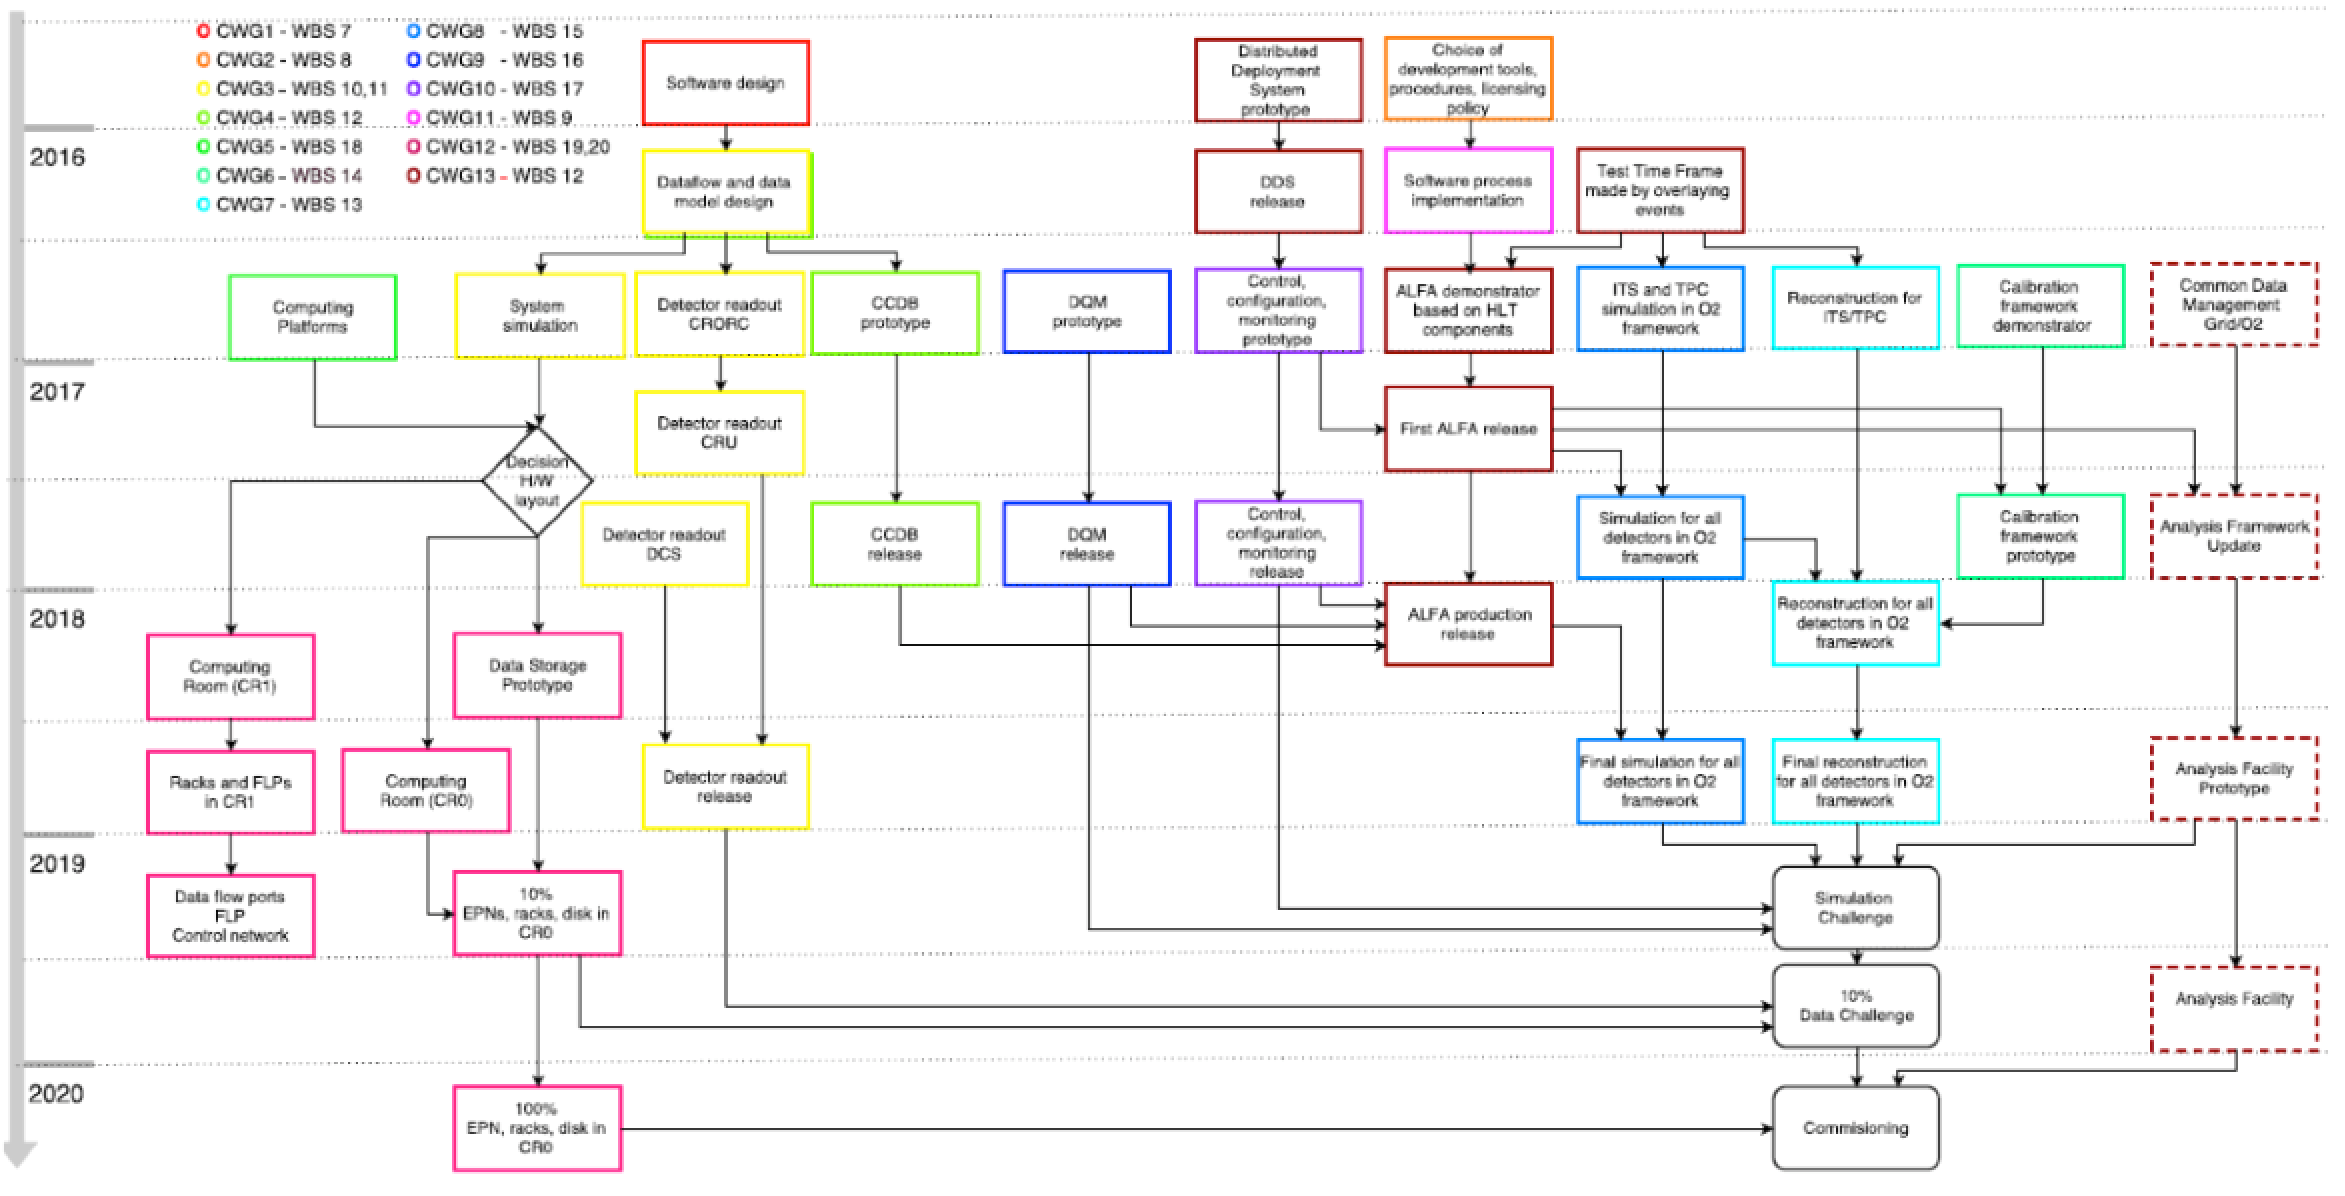 CWG1 - WBS 7
CWG2 - WBS 8
CWG3 - WBS 10,11
CWG4 - WBS 12
CWG5 - WBS 18
CWG6 - WBS 14
CWG7 - WBS 13
CWG8 - WBS 15
CWG9 - WBS 16
CWG10 - WBS 17
CWG11 - WBS 9
CWG12 - WBS 19,20
CWG13 - WBS 12
Software design
Distributed
Deployment
System
prototype
Choice of
development tools,
procedures, licensing
policy
2016
Dataflow and data
model design
DDS
release
Software process
implementation
Test Time Frame
made by overlaying
events
Computing
Platforms
System
simulation
Detector readout
CRORC
CCDB
prototype
DQM
prototype
Control,
configuration,
monitoring
prototype
ALFA demonstrator
based on HLT
components
ITS and TPC
simulation in O2
framework
Reconstruction for
ITS/TPC
Calibration
framework
demonstrator
Common Data
Management
Grid/O2
2017
Detector readout
CRU
First ALFA release
Decision
H/W
layout
Detector readout
DCS
CCDB
release
DQM
release
Control,
configuration,
monitoring
release
Simulation for all
detectors in O2
framework
Calibration
framework
prototype
Analysis Framework
Update
2018
ALFA production
release
Reconstruction for all
detectors in O2
framework
Computing
Room (CR1)
Data Storage
Prototype
Racks and FLPs
in CR1
Computing
Room (CR0)
Detector readout
release
Final simulation for all
detectors in O2
framework
Final reconstruction
for all detectors in O2
framework
Analysis Facility
Prototype
2019
Data flow ports
FLP
Control network
10%
EPNs, racks, disk in
CR0
Simulation
Challenge
10%
Data Challenge
Analysis Facility
2020
100%
EPN, racks, disk in
CR0
Commisioning